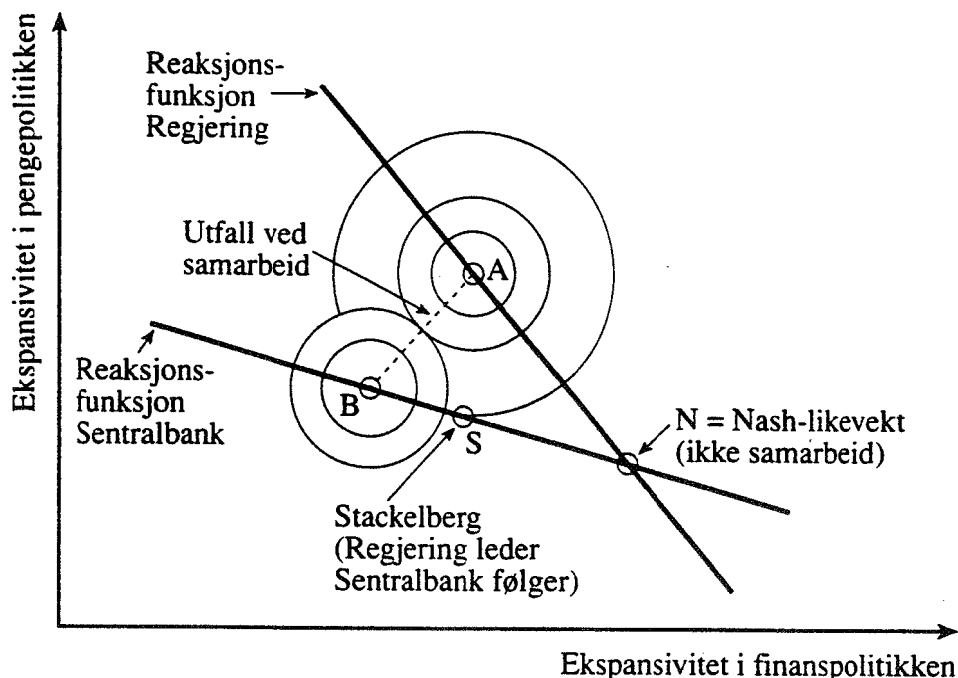 Ekspansivitet i pengepolitikken
Reaksjons-
funksjon
Regjering
Utfall ved
samarbeid
A
Reaksjons-
funksjon
Sentralbank
B
S
N = Nash-likevekt
(ikke samarbeid)
Stackelberg
(Regjering leder
Sentralbank følger)
Ekspansivitet i finanspolitikken